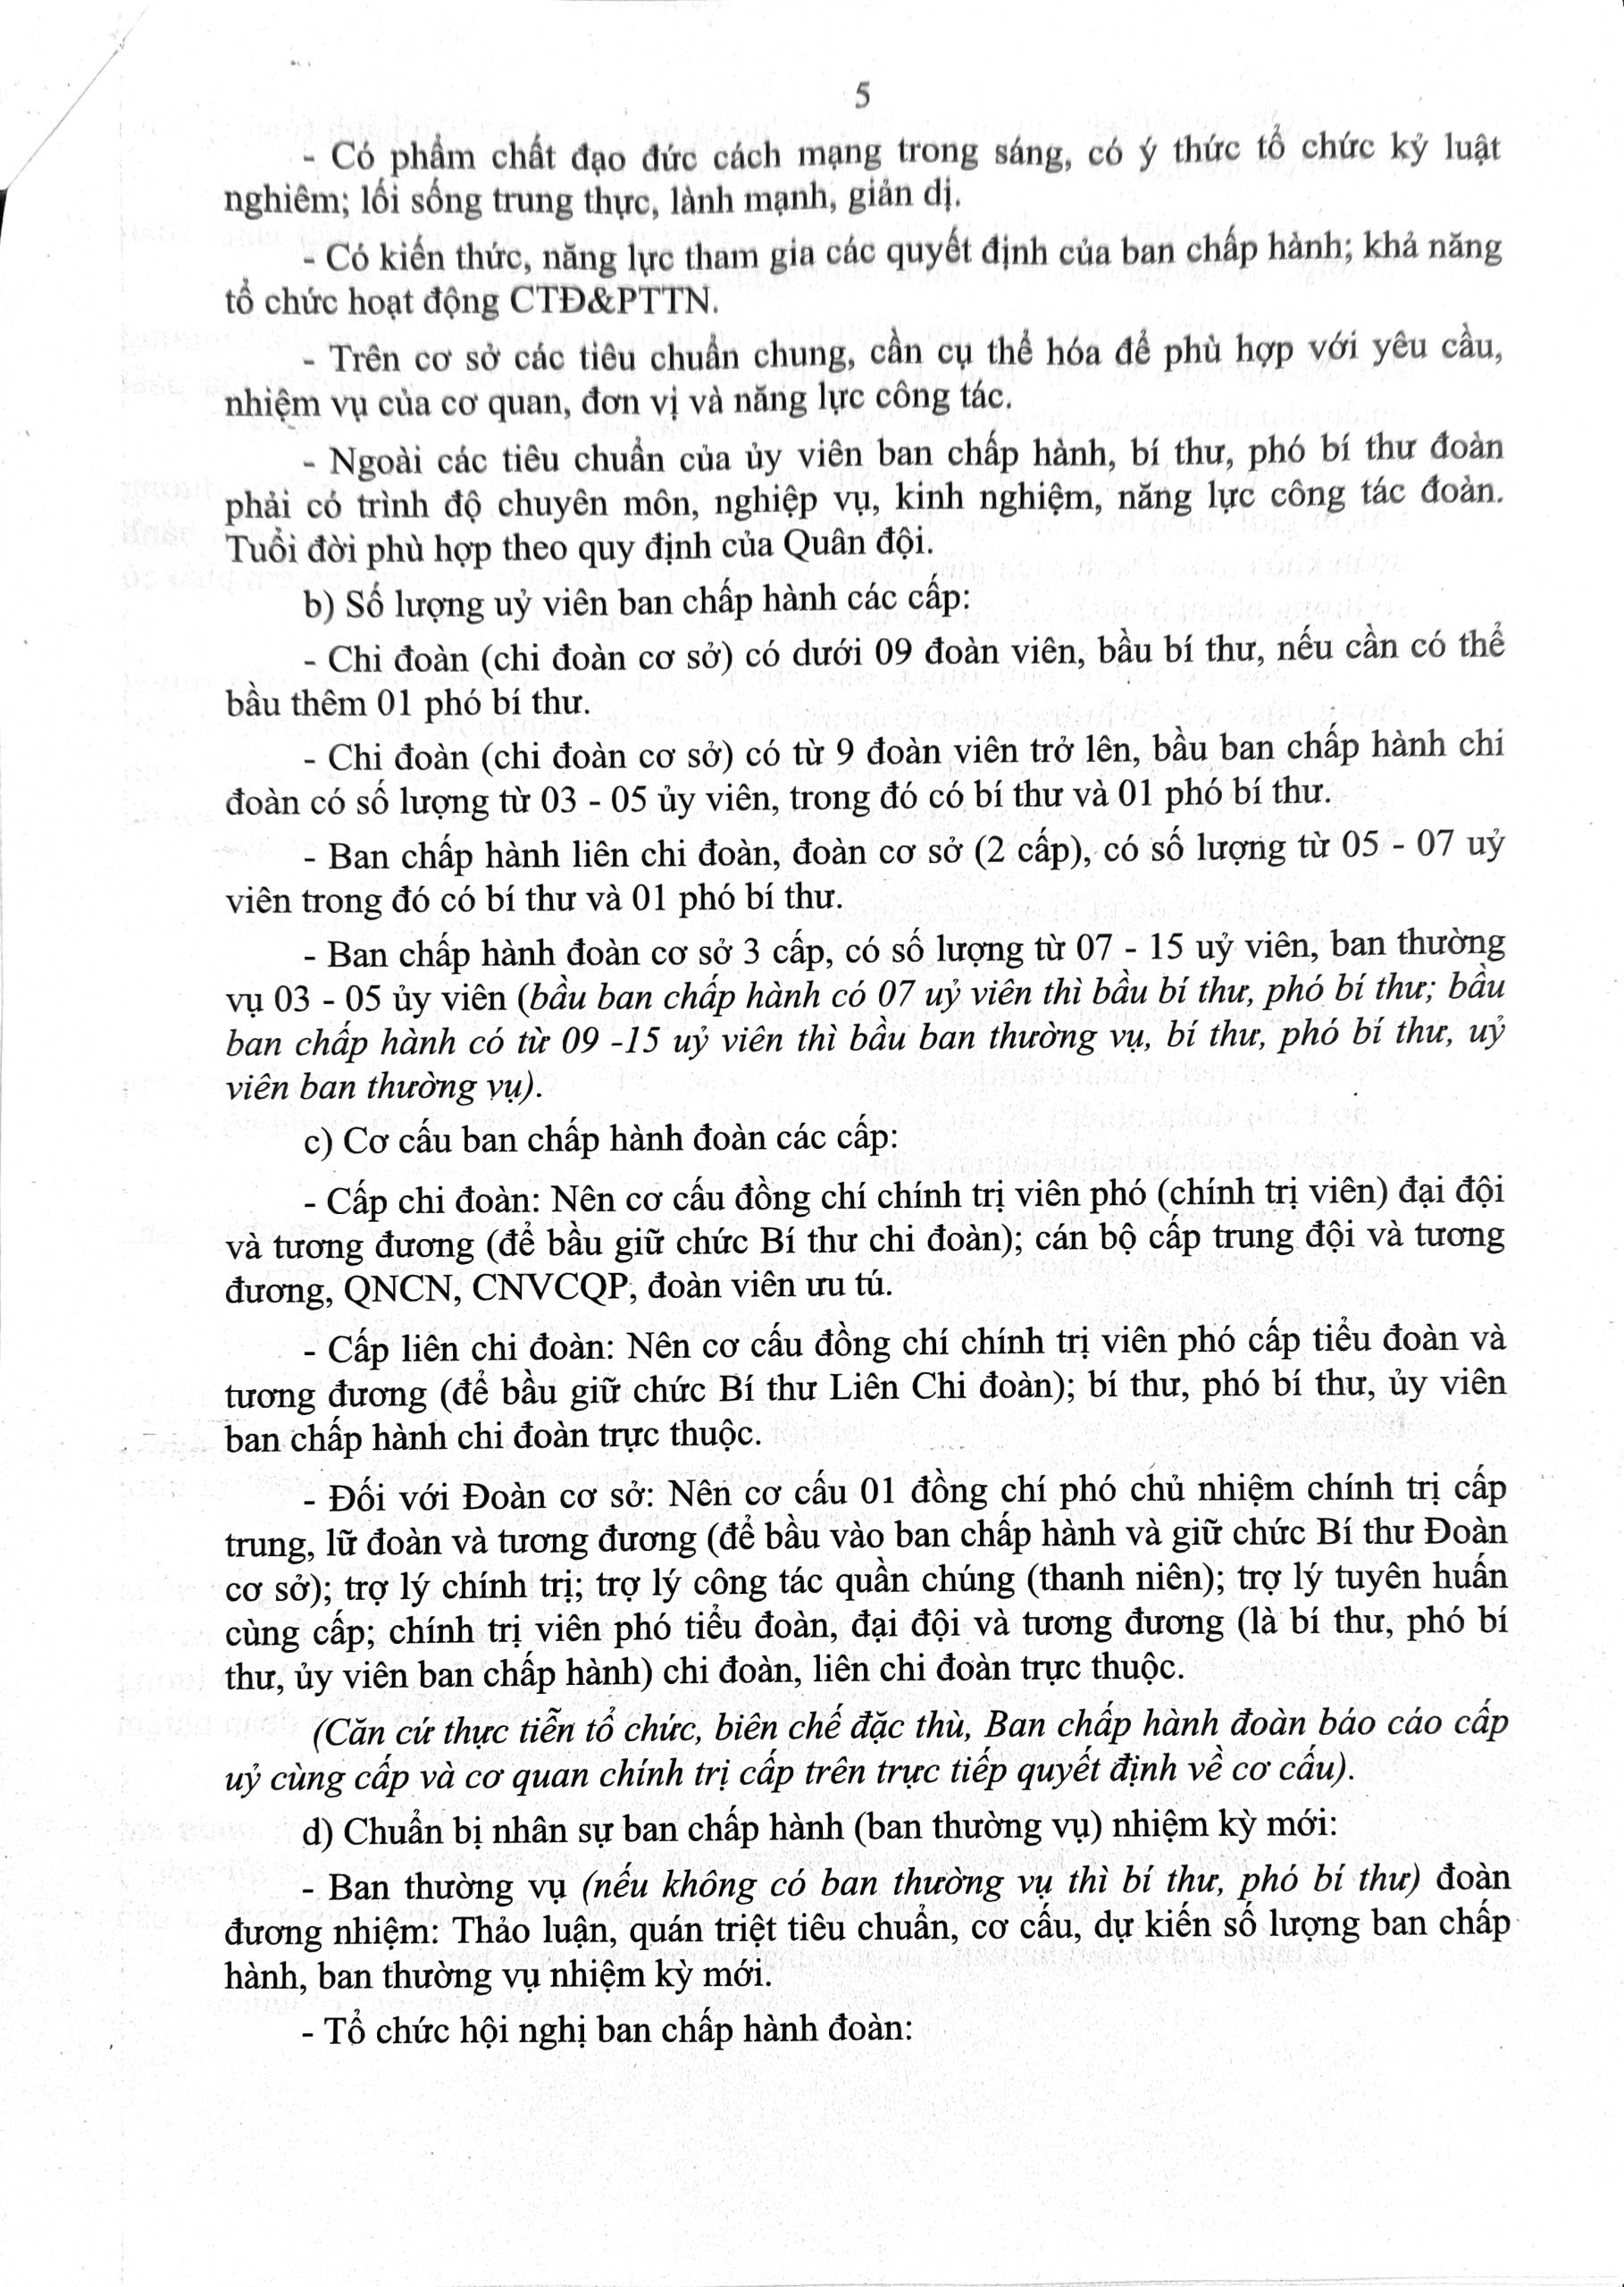 5
- Có phẩm chất đạo đức cách mạng trong sáng, có ý thức tổ chức kỷ luật
nghiêm; lối sống trung thực, lành mạnh, giản dị.
- Có kiến thức, năng lực tham gia các quyết định của ban chấp hành; khả năng
tổ chức hoạt động CTĐ&PTTN.
- Trên cơ sở các tiêu chuẩn chung, cần cụ thể hóa để phù hợp với yêu cầu,
nhiệm vụ của cơ quan, đơn vị và năng lực công tác.
- Ngoài các tiêu chuẩn của ủy viên ban chấp hành, bí thư, phó bí thư đoàn
phải có trình độ chuyên môn, nghiệp vụ, kinh nghiệm, năng lực công tác đoàn.
Tuổi đời phù hợp theo quy định của Quân đội.
b) Số lượng uỷ viên ban chấp hành các cấp:
- Chi đoàn (chi đoàn cơ sở) có dưới 09 đoàn viên, bầu bí thư, nếu cần có thể
bầu thêm 01 phó bí thư.
- Chi đoàn (chi đoàn cơ sở) có từ 9 đoàn viên trở lên, bầu ban chấp hành chi
đoàn có số lượng từ 03 - 05 ủy viên, trong đó có bí thư và 01 phó bí thư.
- Ban chấp hành liên chi đoàn, đoàn cơ sở (2 cấp), có số lượng từ 05 - 07 uỷ
viên trong đó có bí thư và 01 phó bí thư.
- Ban chấp hành đoàn cơ sở 3 cấp, có số lượng từ 07 - 15 uỷ viên, ban thường
vụ 03 - 05 ủy viên (bầu ban chấp hành có 07 uỷ viên thì bầu bí thư, phó bí thư; bầu
ban chấp hành có từ 09 -15 uỷ viên thì bầu ban thường vụ, bí thư, phó bí thư, uỷ
viên ban thường vụ).
c) Cơ cấu ban chấp hành đoàn các cấp:
- Cấp chi đoàn: Nên cơ cấu đồng chí chính trị viên phó (chính trị viên) đại đội
và tương đương (để bầu giữ chức Bí thư chi đoàn); cán bộ cấp trung đội và tương
đương, QNCN, CNVCQP, đoàn viên ưu tú.
- Cấp liên chi đoàn: Nên cơ cấu đồng chí chính trị viên phó cấp tiểu đoàn và
tương đương (để bầu giữ chức Bí thư Liên Chi đoàn); bí thư, phó bí thư, ủy viên
ban chấp hành chi đoàn trực thuộc.
- Đối với Đoàn cơ sở: Nên cơ cấu 01 đồng chí phó chủ nhiệm chính trị cấp
trung, lữ đoàn và tương đương (để bầu vào ban chấp hành và giữ chức Bí thư Đoàn
cơ sở); trợ lý chính trị; trợ lý công tác quần chúng (thanh niên); trợ lý tuyên huấn
cùng cấp; chính trị viên phó tiểu đoàn, đại đội và tương đương (là bí thư, phó bí
thư, ủy viên ban chấp hành) chi đoàn, liên chi đoàn trực thuộc.
(Căn cứ thực tiễn tổ chức, biên chế đặc thù, Ban chấp hành đoàn báo cáo cấp
uỷ cùng cấp và cơ quan chính trị cấp trên trực tiếp quyết định về cơ cấu).
d) Chuẩn bị nhân sự ban chấp hành (ban thường vụ) nhiệm kỳ mới:
- Ban thường vụ (nếu không có ban thường vụ thì bí thư, phó bí thư) đoàn
đương nhiệm: Thảo luận, quán triệt tiêu chuẩn, cơ cấu, dự kiến số lượng ban chấp
hành, ban thường vụ nhiệm kỳ mới.
- Tổ chức hội nghị ban chấp hành đoàn: